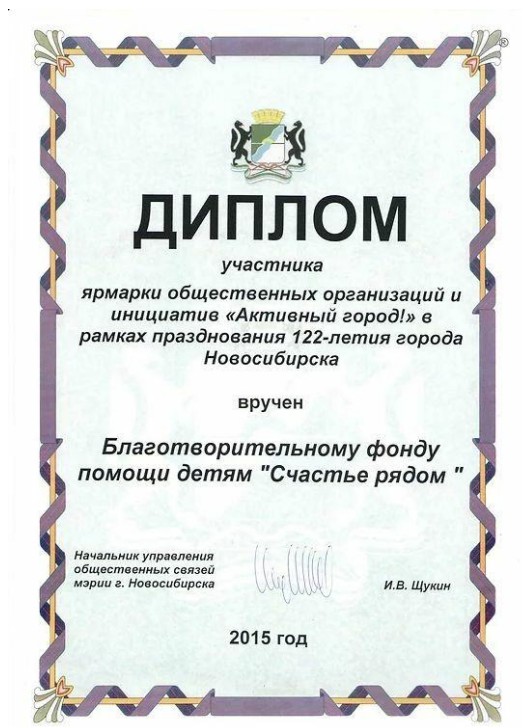 ДИПЛОМ
участника
ярмарки общественных организаций и
инициатив «Активный город!» в
рамках празднования 122-летия города
Новосибирска
вручен
Благотворительному фонду
помощи детям "Счастье рядом "
Начальник управления
общественных связей
мэрии г. Новосибирска
И.В. Щукин
2015 год